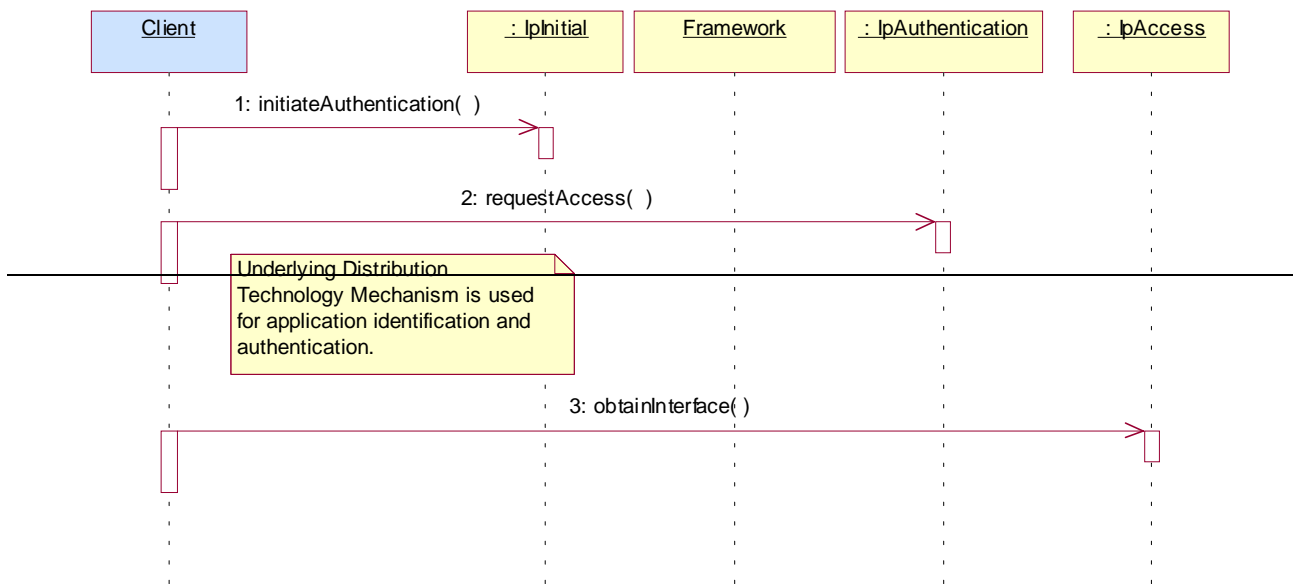 Client
: IpInitial
Framework
: IpAuthentication
: IpAccess
1: initiateAuthentication( )
2: requestAccess( )
Underlying Distribution
Technology Mechanism is used
for application identification and
authentication.
3: obtainInterface( )